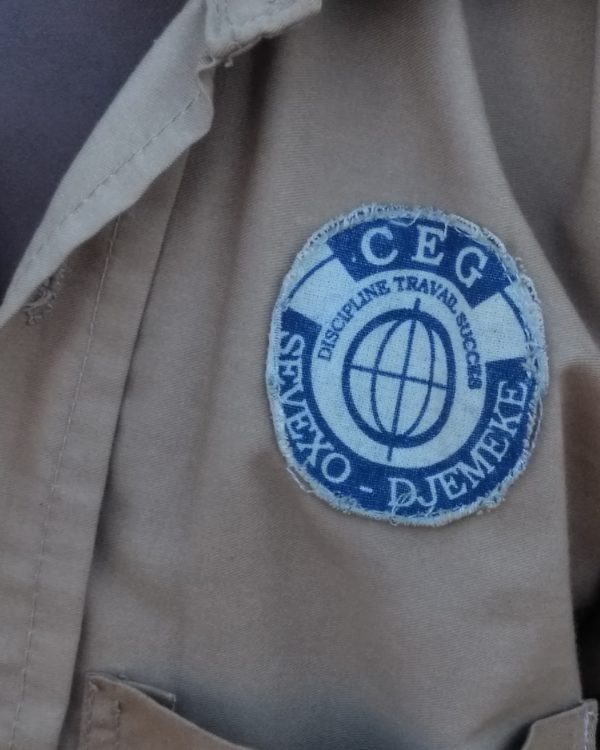 CEG
DISCIPLINE TRAVAIL SUCCES
SEVEXO - DJEMEKE